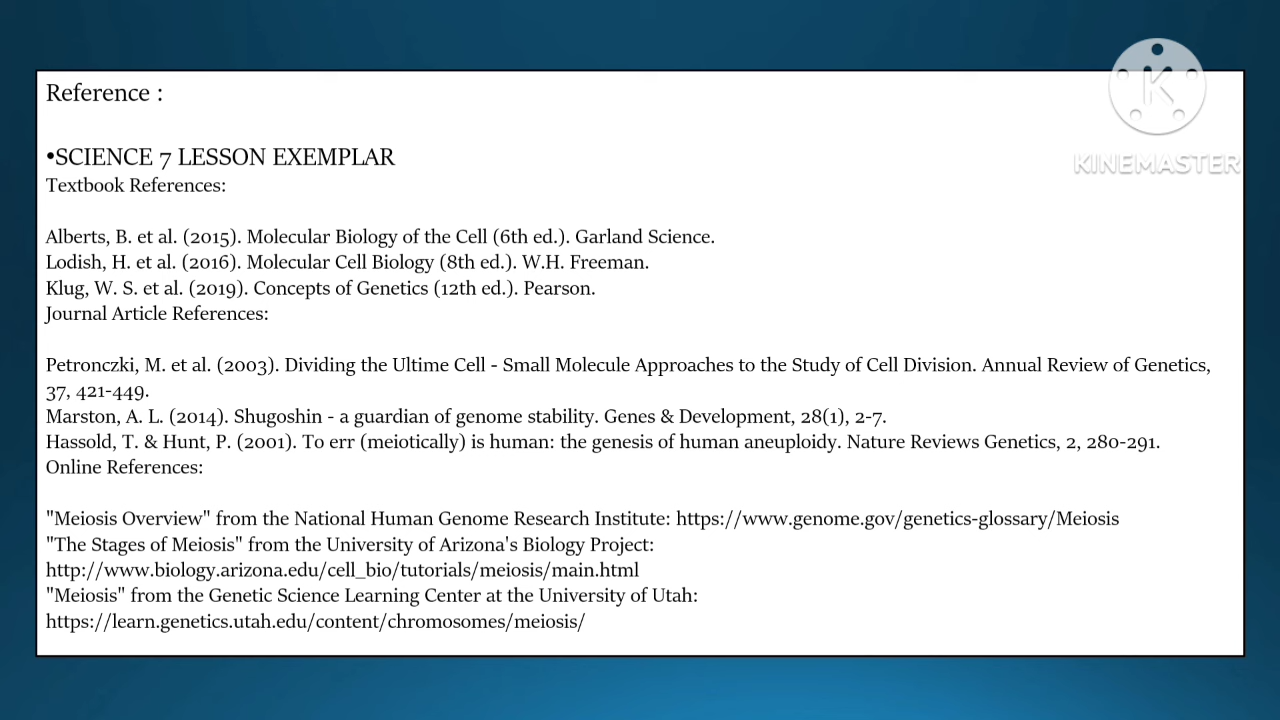 Reference :
•SCIENCE 7 LESSON EXEMPLAR
Textbook References:
Alberts, B. et al. (2015). Molecular Biology of the Cell (6th ed.). Garland Science.
Lodish, H. et al. (2016). Molecular Cell Biology (8th ed.). W.H. Freeman.
Klug, W. S. et al. (2019). Concepts of Genetics (12th ed.). Pearson.
Journal Article References:
Petronczki, M. et al. (2003). Dividing the Ultime Cell - Small Molecule Approaches to the Study of Cell Division. Annual Review of Genetics,
37, 421-449.
Marston, A. L. (2014). Shugoshin - a guardian of genome stability. Genes & Development, 28(1), 2-7.
Hassold, T. & Hunt, P. (2001). To err (meiotically) is human: the genesis of human aneuploidy. Nature Reviews Genetics, 2, 280-291.
Online References:
"Meiosis Overview" from the National Human Genome Research Institute: https://www.genome.gov/genetics-glossary/Meiosis
"The Stages of Meiosis" from the University of Arizona's Biology Project:
http://www.biology.arizona.edu/cell_bio/tutorials/meiosis/main.html
"Meiosis" from the Genetic Science Learning Center at the University of Utah:
https://learn.genetics.utah.edu/content/chromosomes/meiosis/
K
KINEMASTER